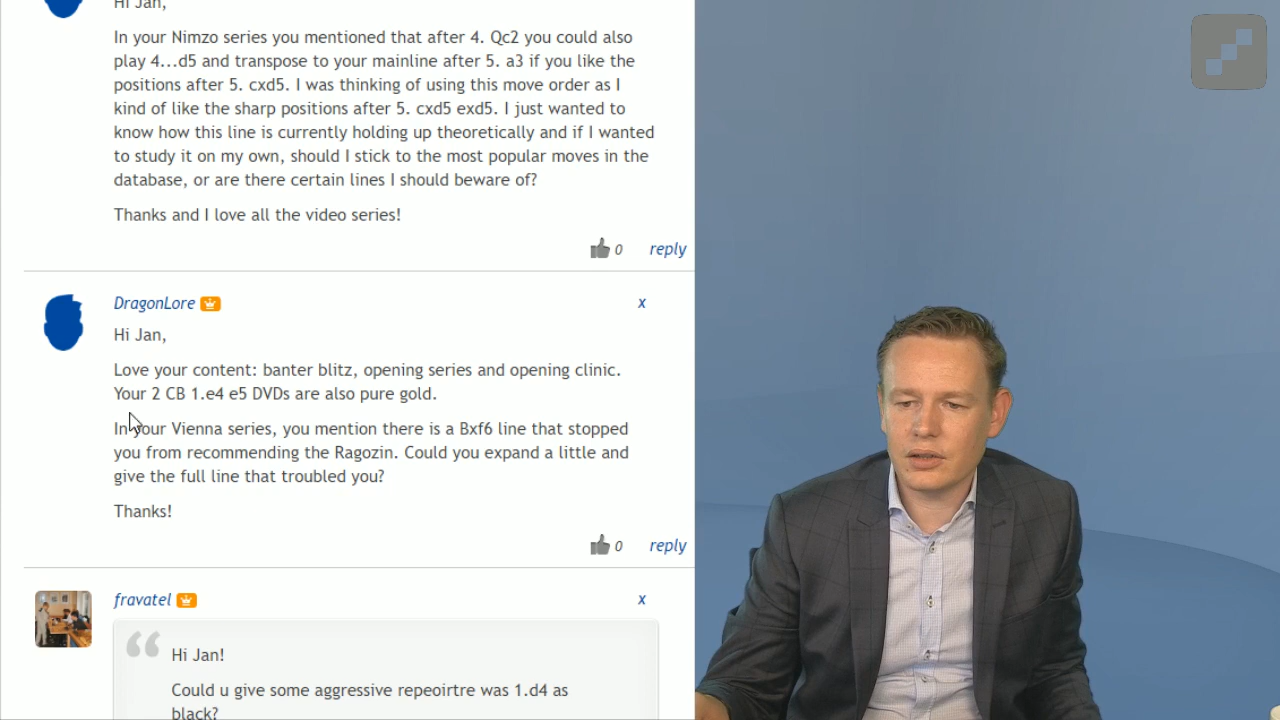 Hi Jan,
In your Nimzo series you mentioned that after 4. Qc2 you could also
play 4...d5 and transpose to your mainline after 5. a3 if you like the
positions after 5. cxd5. I was thinking of using this move order as I
kind of like the sharp positions after 5. cxd5 exd5. I just wanted to
know how this line is currently holding up theoretically and if I wanted
to study it on my own, should I stick to the most popular moves in the
database, or are there certain lines I should beware of?
Thanks and I love all the video series!
0 reply
DragonLore x
Hi Jan,
Love your content: banter blitz, opening series and opening clinic.
Your 2 CB 1.e4 e5 DVDs are also pure gold.
In your Vienna series, you mention there is a Bxf6 line that stopped
you from recommending the Ragozin. Could you expand a little and
give the full line that troubled you?
Thanks!
0 reply
fravatel x
Hi Jan!
Could u give some aggressive repeoirtre was 1.d4 as
black?